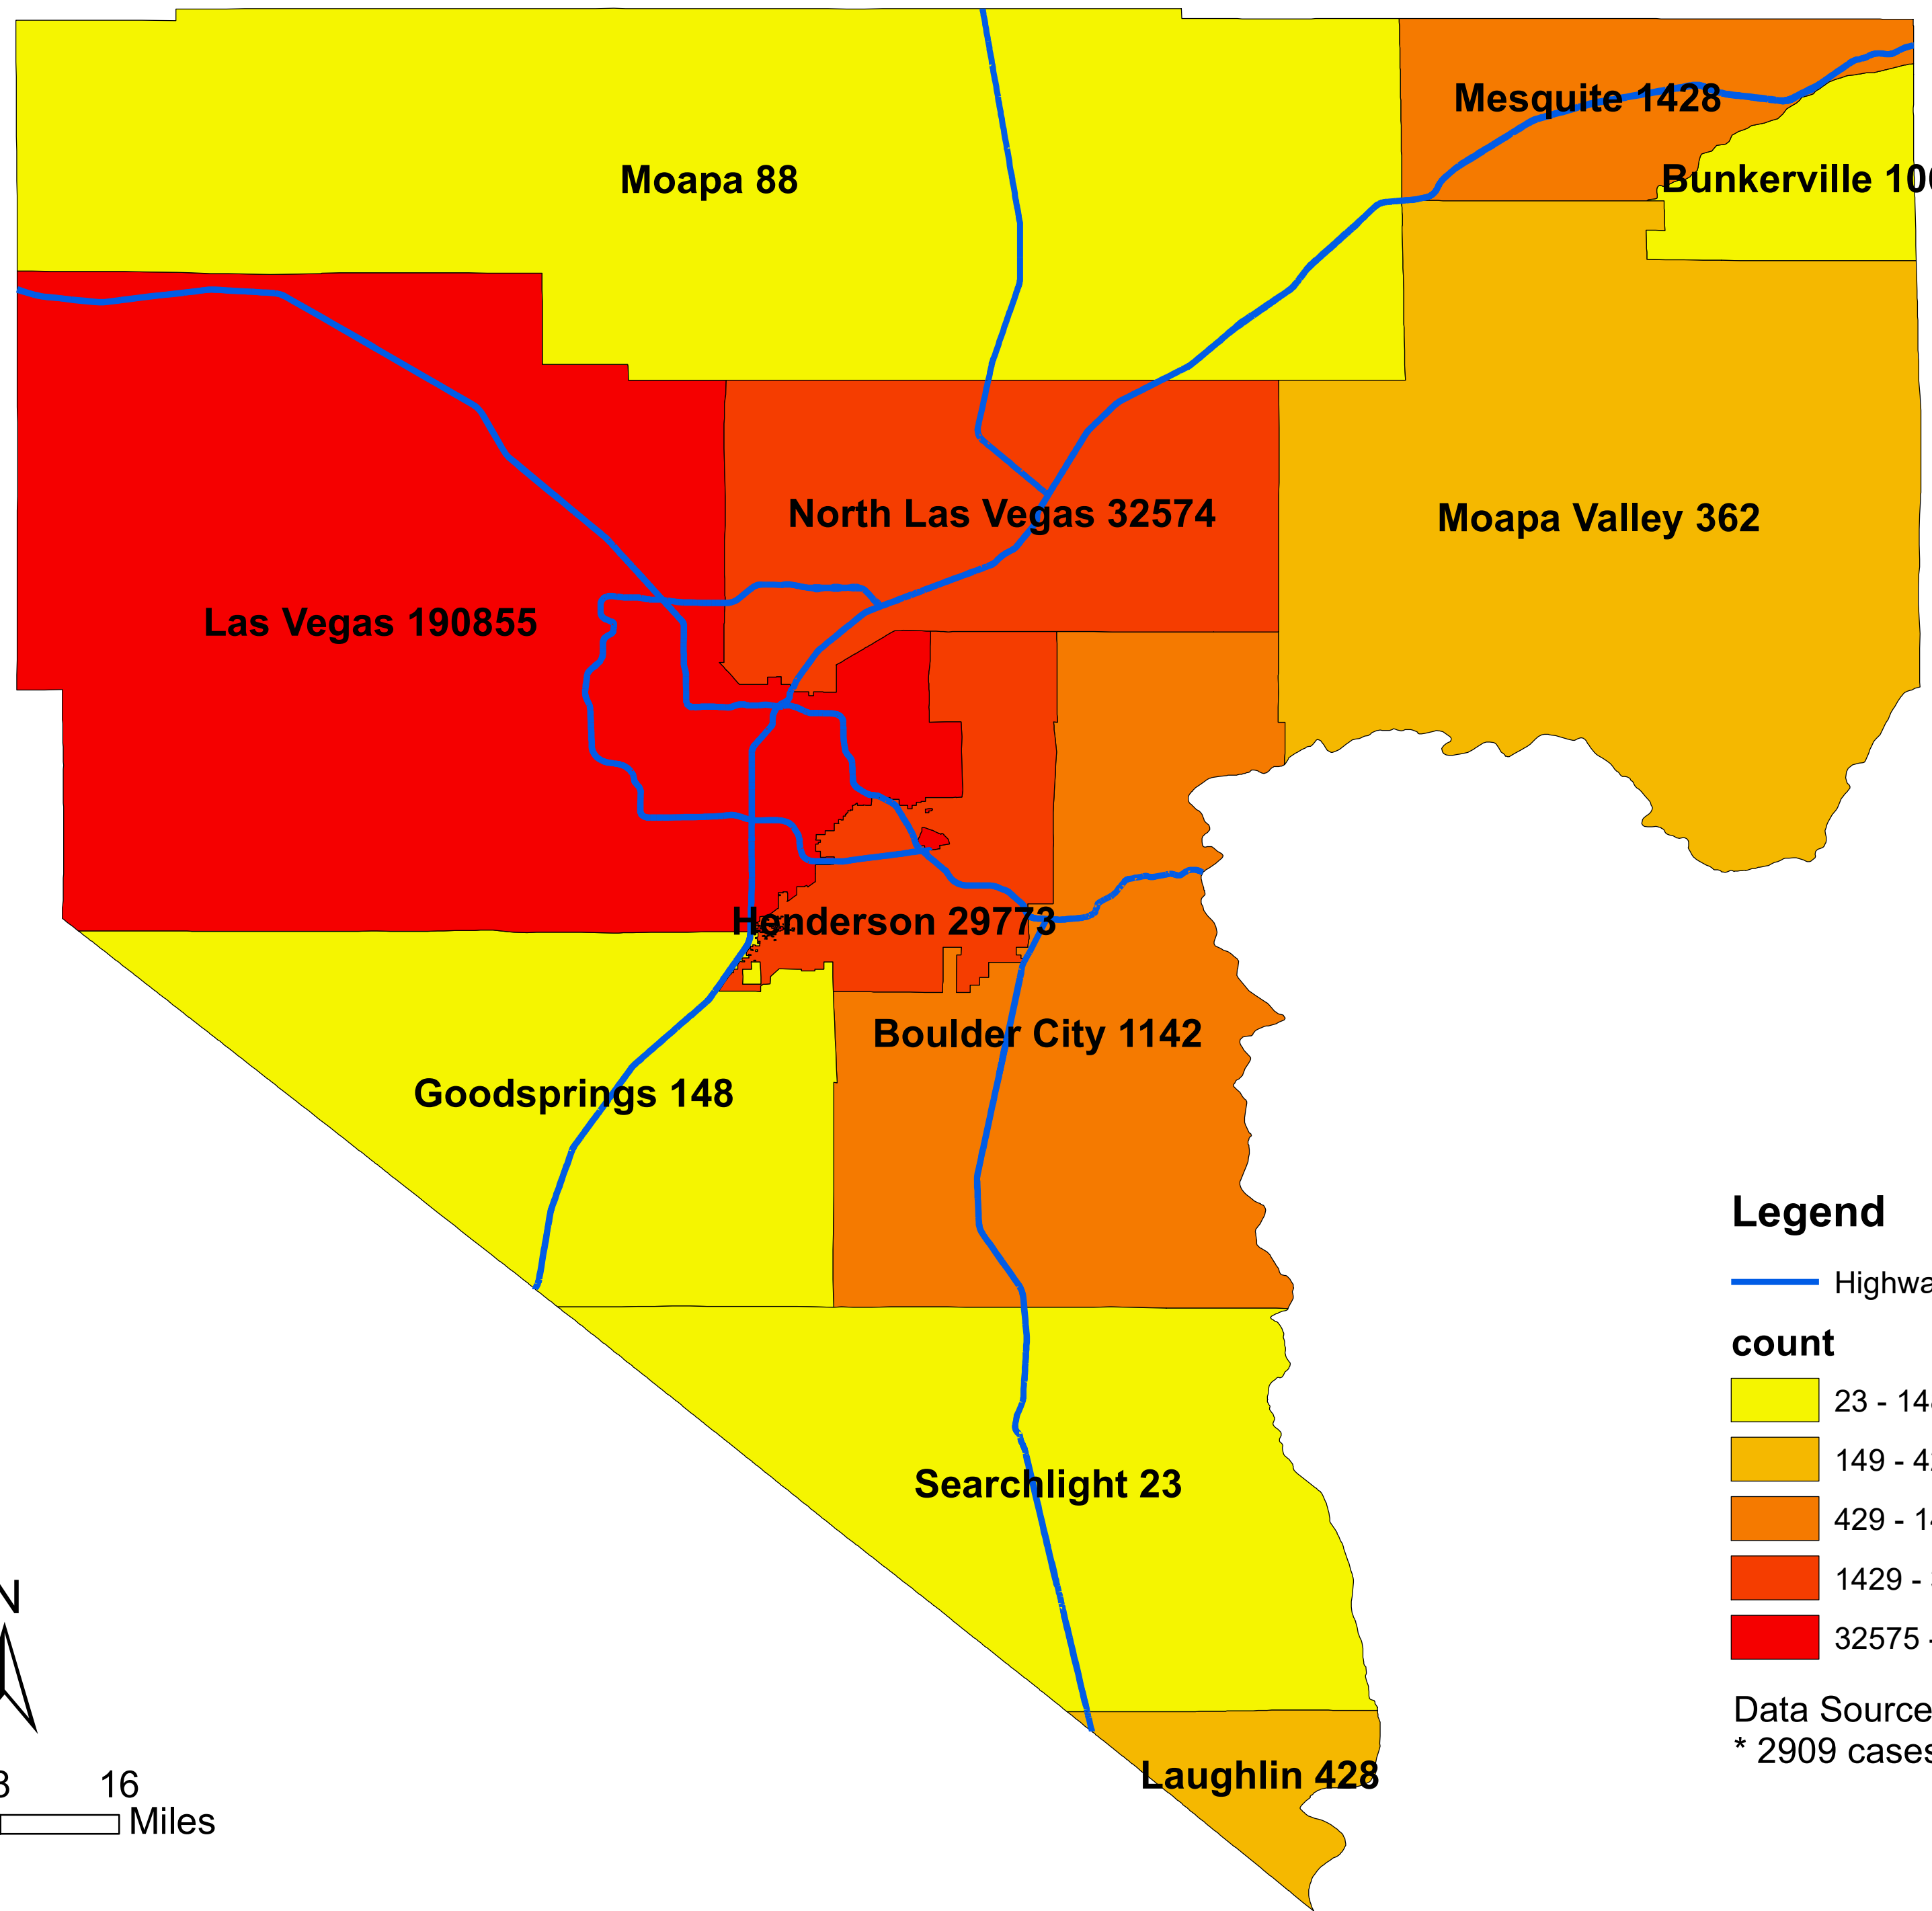 Mesquite 1428
Moapa 88
Bunkerville
North Las Vegas 32574
Moapa Valley 362
Las Vegas 190855
Henderson 29773
Boulder City 1142
Goodsprings 148
Legend
count
23 -
149 -
429 -
Searchlight 23
1429 -
N
32575 -
Data Source
* 2909 cases
16
Miles
Laughlin 428